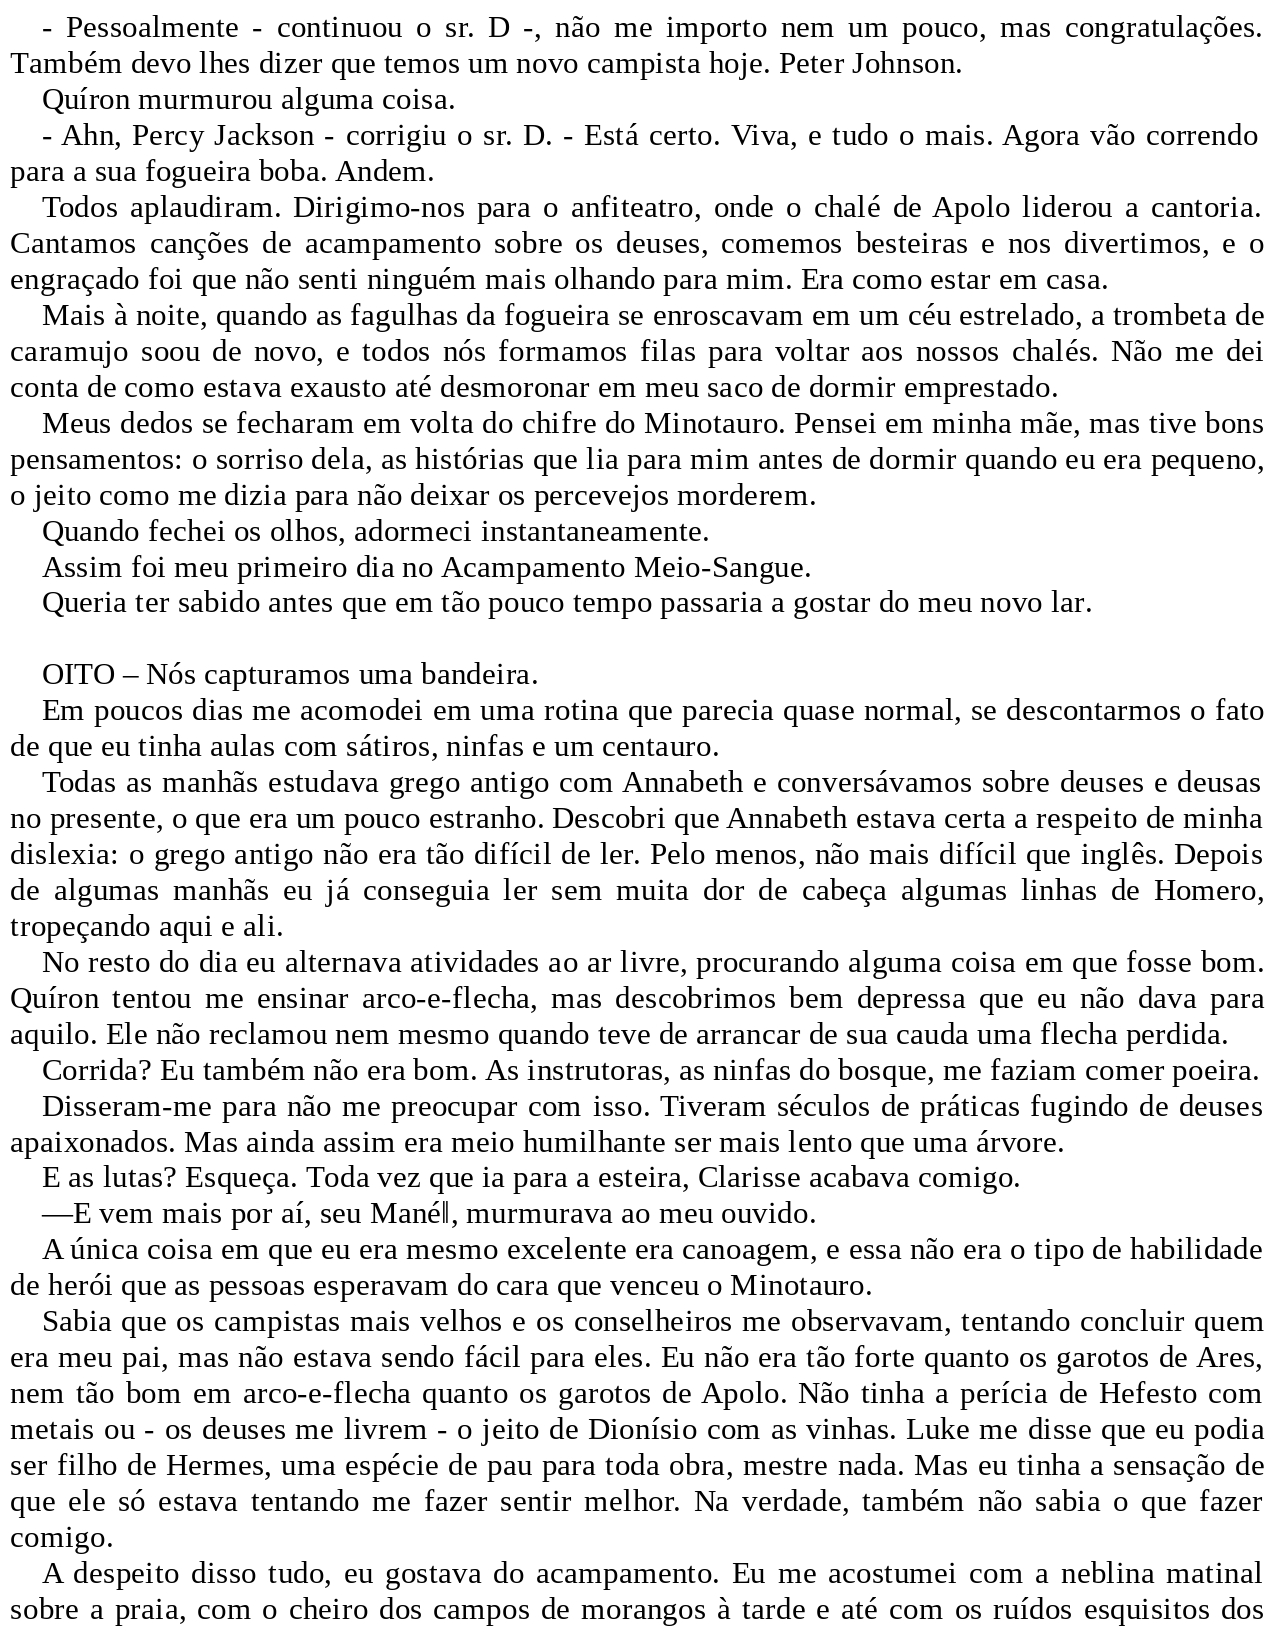 - Pessoalmente - continuou o sr. D -, não me importo nem um pouco, mas congratulações.
Também devo lhes dizer que temos um novo campista hoje. Peter Johnson.
Quíron murmurou alguma coisa.
- Ahn, Percy Jackson - corrigiu o sr. D. - Está certo. Viva, e tudo o mais. Agora vão correndo
para a sua fogueira boba. Andem.
Todos aplaudiram. Dirigimo-nos para o anfiteatro, onde o chalé de Apolo liderou a cantoria.
Cantamos canções de acampamento sobre os deuses, comemos besteiras e nos divertimos, e o
engraçado foi que não senti ninguém mais olhando para mim. Era como estar em casa.
Mais à noite, quando as fagulhas da fogueira se enroscavam em um céu estrelado, a trombeta de
caramujo soou de novo, e todos nós formamos filas para voltar aos nossos chalés. Não me dei
conta de como estava exausto até desmoronar em meu saco de dormir emprestado.
Meus dedos se fecharam em volta do chifre do Minotauro. Pensei em minha mãe, mas tive bons
pensamentos: o sorriso dela, as histórias que lia para mim antes de dormir quando eu era pequeno,
o jeito como me dizia para não deixar os percevejos morderem.
Quando fechei os olhos, adormeci instantaneamente.
Assim foi meu primeiro dia no Acampamento Meio-Sangue.
Queria ter sabido antes que em tão pouco tempo passaria a gostar do meu novo lar.
OITO – Nós capturamos uma bandeira.
Em poucos dias me acomodei em uma rotina que parecia quase normal, se descontarmos o fato
de que eu tinha aulas com sátiros, ninfas e um centauro.
Todas as manhãs estudava grego antigo com Annabeth e conversávamos sobre deuses e deusas
no presente, o que era um pouco estranho. Descobri que Annabeth estava certa a respeito de minha
dislexia: o grego antigo não era tão difícil de ler. Pelo menos, não mais difícil que inglês. Depois
de algumas manhãs eu já conseguia ler sem muita dor de cabeça algumas linhas de Homero,
tropeçando aqui e ali.
No resto do dia eu alternava atividades ao ar livre, procurando alguma coisa em que fosse bom.
Quíron tentou me ensinar arco-e-flecha, mas descobrimos bem depressa que eu não dava para
aquilo. Ele não reclamou nem mesmo quando teve de arrancar de sua cauda uma flecha perdida.
Corrida? Eu também não era bom. As instrutoras, as ninfas do bosque, me faziam comer poeira.
Disseram-me para não me preocupar com isso. Tiveram séculos de práticas fugindo de deuses
apaixonados. Mas ainda assim era meio humilhante ser mais lento que uma árvore.
E as lutas? Esqueça. Toda vez que ia para a esteira, Clarisse acabava comigo.
―E vem mais por aí, seu Mané‖, murmurava ao meu ouvido.
A única coisa em que eu era mesmo excelente era canoagem, e essa não era o tipo de habilidade
de herói que as pessoas esperavam do cara que venceu o Minotauro.
Sabia que os campistas mais velhos e os conselheiros me observavam, tentando concluir quem
era meu pai, mas não estava sendo fácil para eles. Eu não era tão forte quanto os garotos de Ares,
nem tão bom em arco-e-flecha quanto os garotos de Apolo. Não tinha a perícia de Hefesto com
metais ou - os deuses me livrem - o jeito de Dionísio com as vinhas. Luke me disse que eu podia
ser filho de Hermes, uma espécie de pau para toda obra, mestre nada. Mas eu tinha a sensação de
que ele só estava tentando me fazer sentir melhor. Na verdade, também não sabia o que fazer
comigo.
A despeito disso tudo, eu gostava do acampamento. Eu me acostumei com a neblina matinal
sobre a praia, com o cheiro dos campos de morangos à tarde e até com os ruídos esquisitos dos